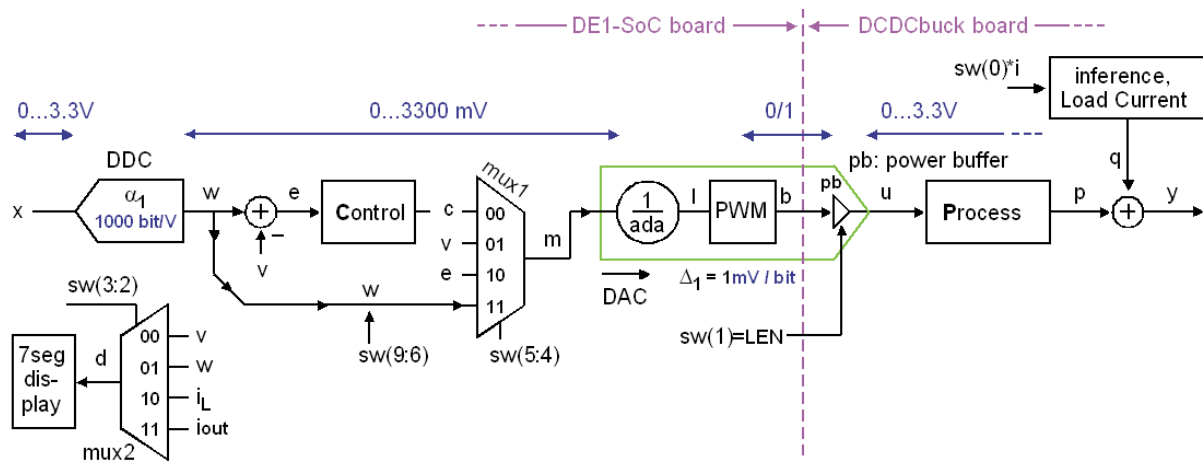 DE1-SoC board
DCDCbuck board
sw(0)*i
inference,
Load Current
0...3.3V
0...3300 mV
0/1
0...3.3V
DDC
mux1
pb: power buffer
q
x
α1
1000 bit/V
w
+
−
v
e
Control
c
v
e
00
01
10
11
m
1
ada
l
PWM
b
pb
u
Process
p
+
y
DAC
Δ1 = 1mV / bit
w
sw(3:2)
sw(9:6)
sw(5:4)
sw(1)=LEN
7seg
dis-
play
d
00
01
10
11
v
w
iL
iout
mux2